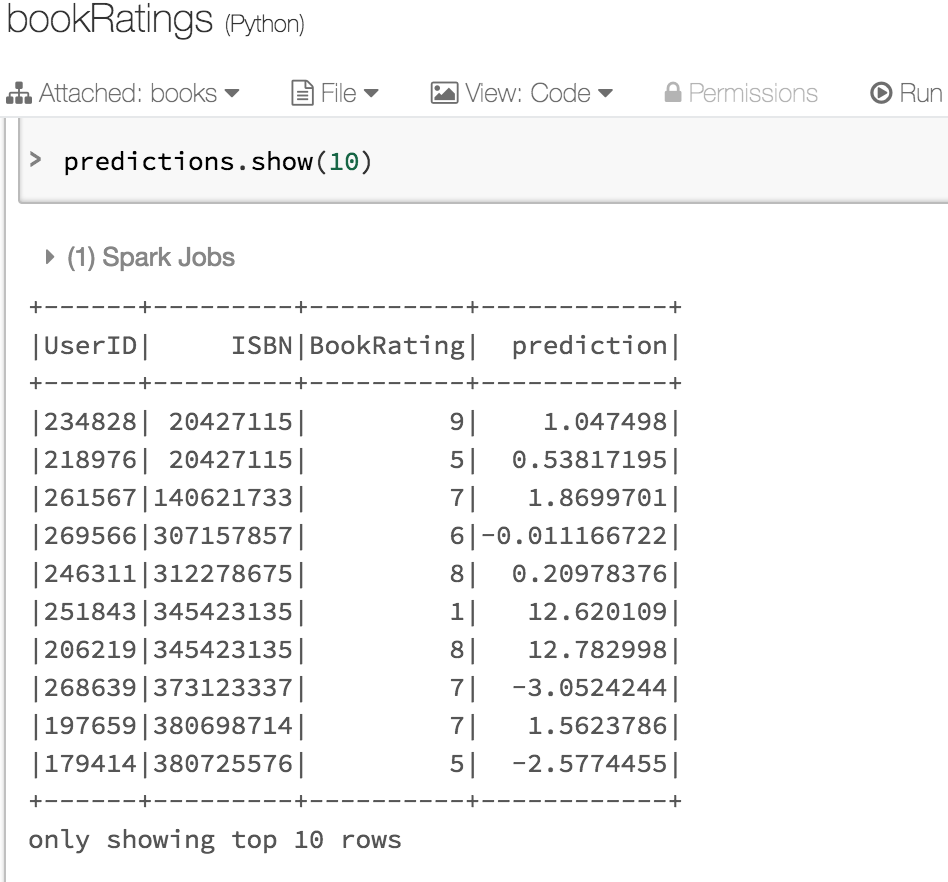 bookRatings (Python)
Attached: books File View: Code Permissions Run
> predictions.show(10)
(1) Spark Jobs
+------+---------+----------+------------+
|UserID|     ISBN|BookRating|  prediction|
+------+---------+----------+------------+
|234828| 20427115|         9|    1.047498|
|218976| 20427115|         5|  0.53817195|
|261567|140621733|         7|   1.8699701|
|269566|307157857|         6|-0.011166722|
|246311|312278675|         8|  0.20978376|
|251843|345423135|         1|   12.620109|
|206219|345423135|         8|   12.782998|
|268639|373123337|         7|  -3.0524244|
|197659|380698714|         7|   1.5623786|
|179414|380725576|         5|  -2.5774455|
+------+---------+----------+------------+
only showing top 10 rows